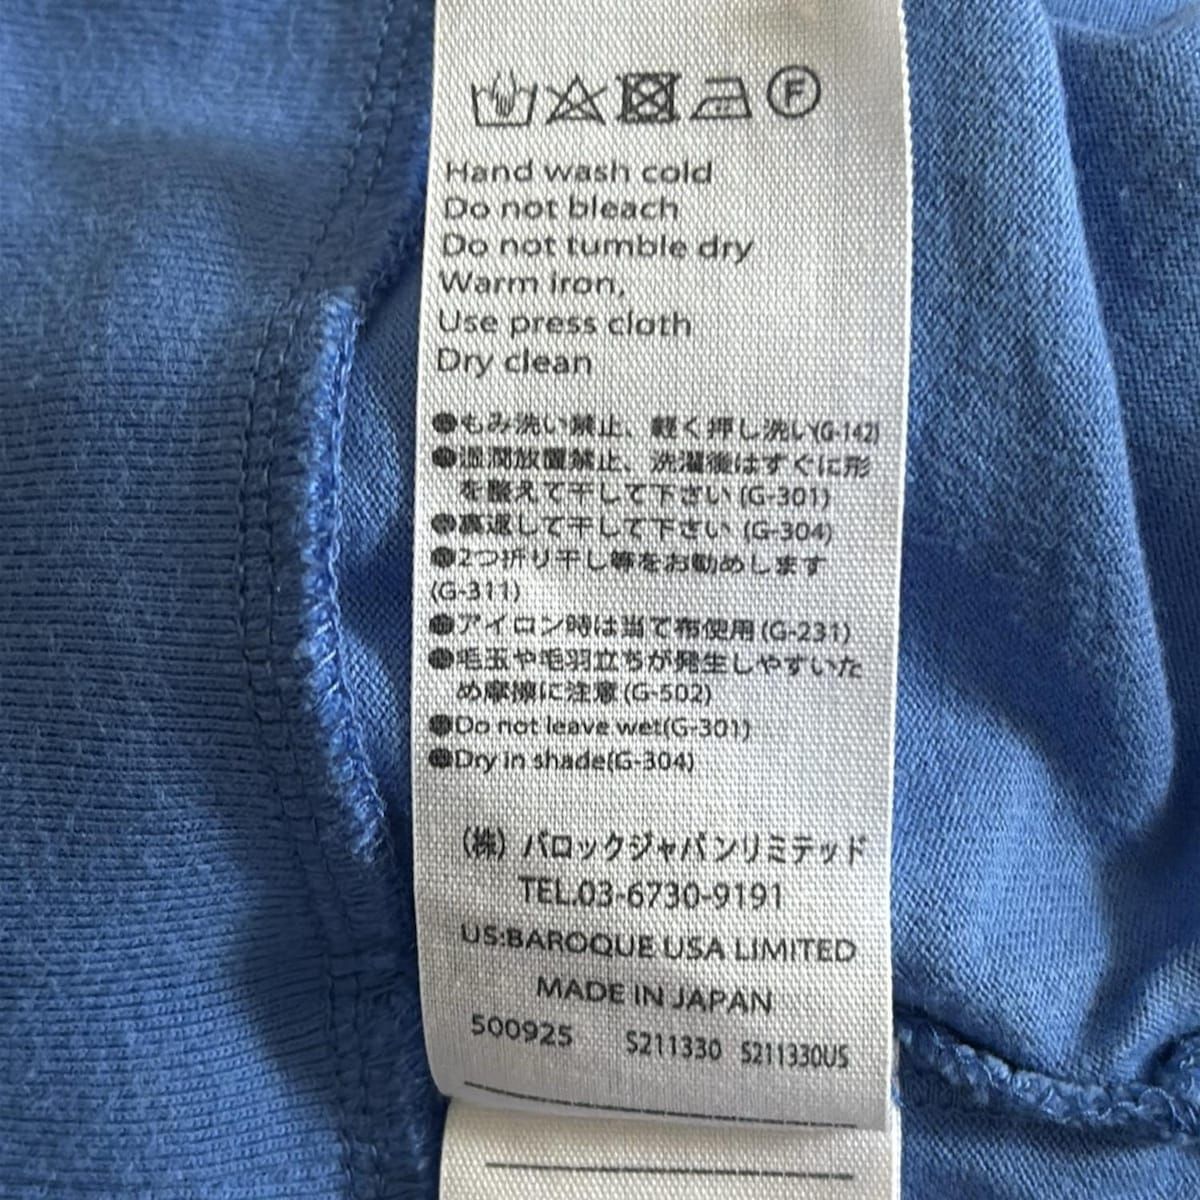 F
Hand wash cold
Do not bleach
Do not tumble dry
Warm iron,
Use press cloth
Dry clean
●もみ洗い禁止、軽く押し洗い(G-142)
●湿潤放置禁止、洗濯後はすぐに形
を整えて干して下さい(G-301)
●裏返して干して下さい(G-304)
●2つ折り干し等をお勧めします
(G-311)
●アイロン時は当て布使用(G-231)
●毛玉や毛羽立ちが発生しやすいた
め摩擦に注意(G-502)
●Do not leave wet(G-301)
●Dry in shade(G-304)
(株)バロックジャパンリミテッド
TEL.03-6730-9191
US:BAROQUE USA LIMITED
MADE IN JAPAN
500925 S211330 S211330US